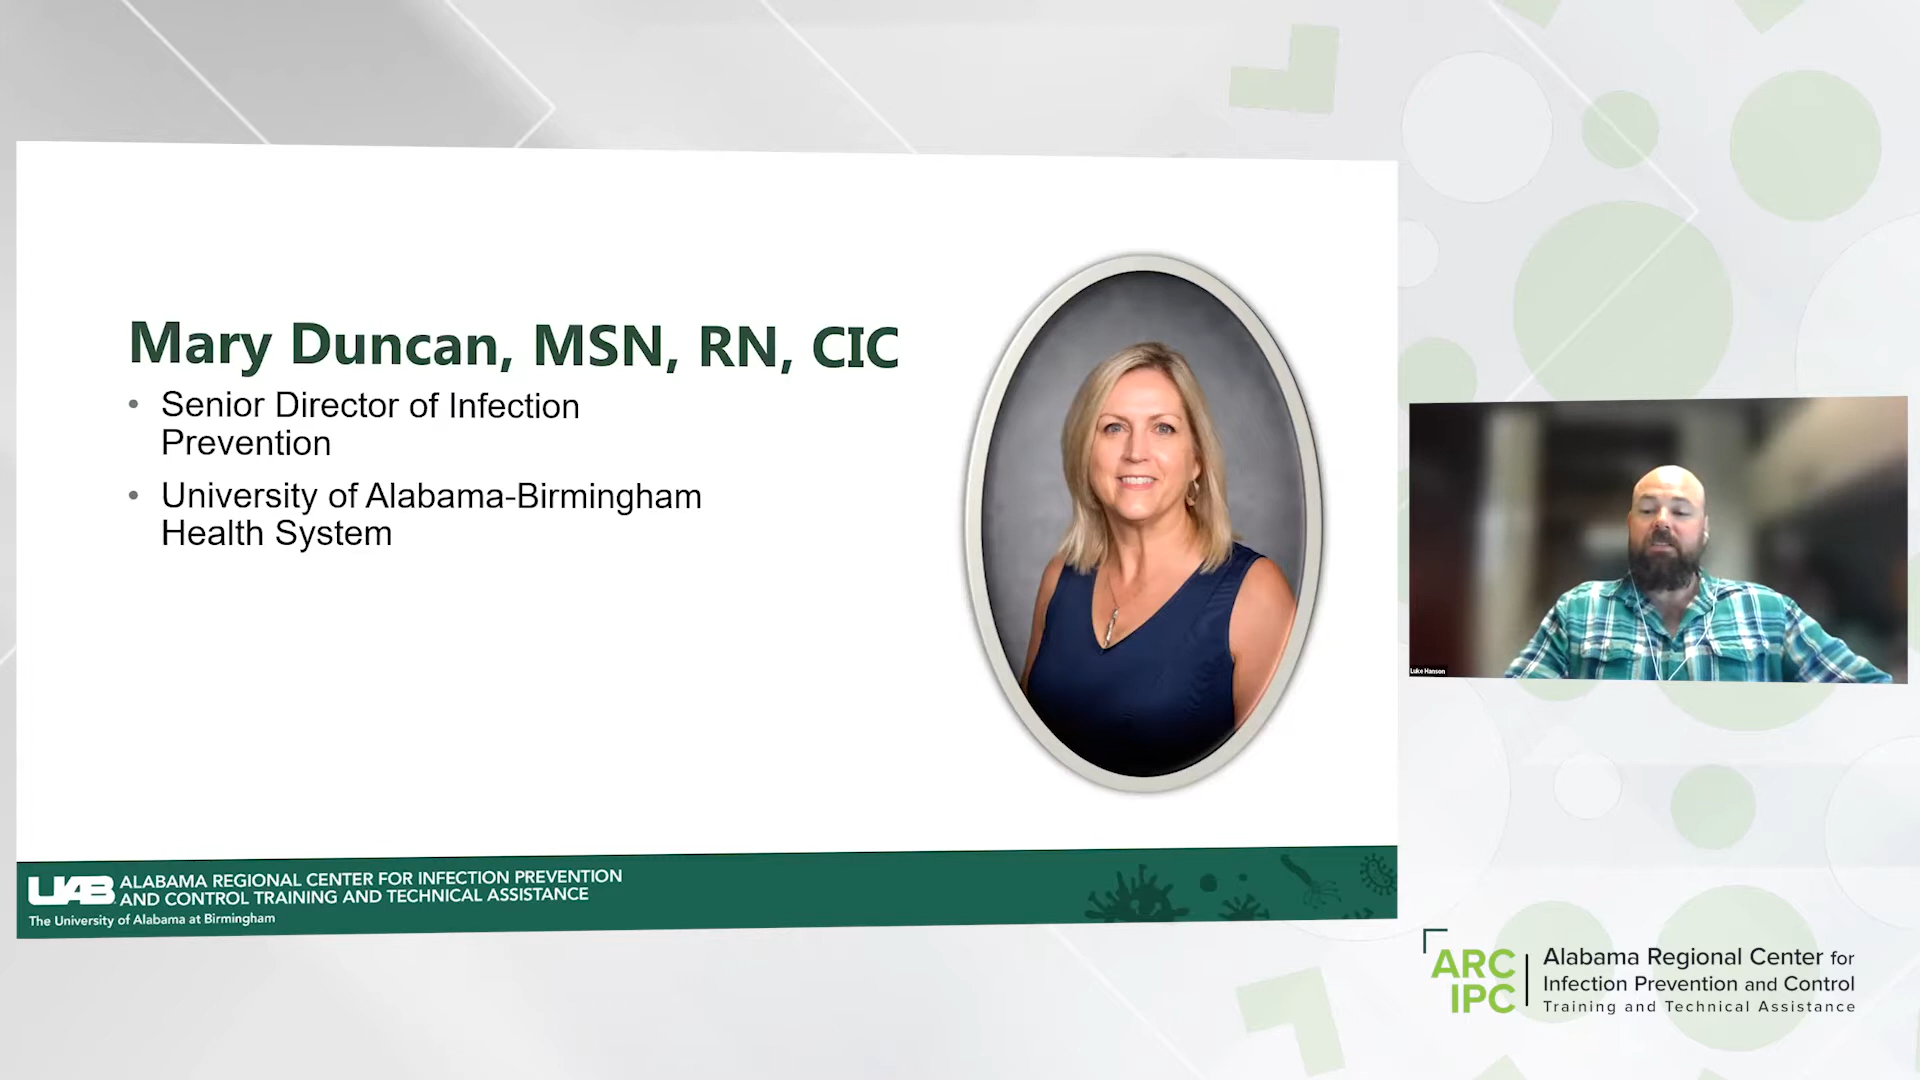 Mary Duncan, MSN, RN, CIC
• Senior Director of Infection
Prevention
• University of Alabama-Birmingham
Health System
UAB ALABAMA REGIONAL CENTER FOR INFECTION PREVENTION
AND CONTROL TRAINING AND TECHNICAL ASSISTANCE
The University of Alabama at Birmingham
Luke Hanson
ARC
IPC
Alabama Regional Center for
Infection Prevention and Control
Training and Technical Assistance